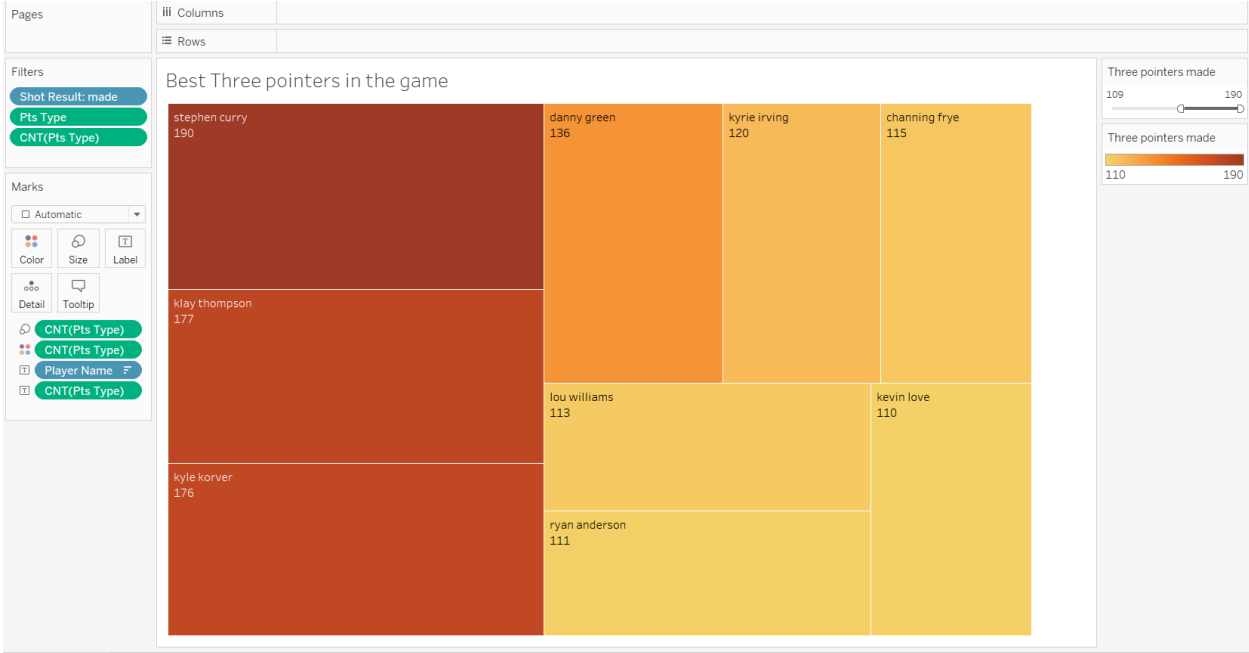 Pages
Columns
Rows
Filters
Shot Result: made
Pts Type
CNT(Pts Type)
Marks
Automatic
Color
Size
Label
Detail
Tooltip
CNT(Pts Type)
CNT(Pts Type)
Player Name
CNT(Pts Type)
Best Three pointers in the game
stephen curry
190
klay thompson
177
kyle korver
176
danny green
136
kyrie irving
120
channing frye
115
lou williams
113
ryan anderson
111
kevin love
110
Three pointers made
109 190
Three pointers made
110 190